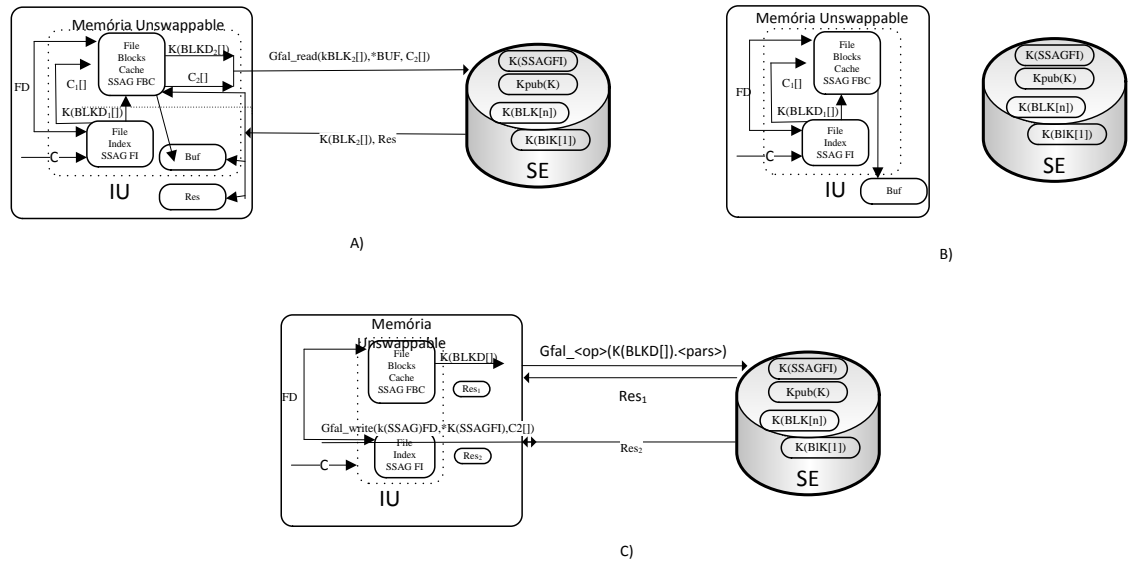 Memória Unswappable
File
Blocks
Cache
SSAG FBC
K(BLKD₂[])
C₂[]
C₁[]
FD
K(BLKD₁[])
File
Index
SSAG FI
C
Buf
Res
IU
Gfal_read(kBLK₂[]),*BUF, C₂[])
K(BLK₂[]), Res
K(SSAGFI)
Kpub(K)
K(BLK[n])
K(BlK[1])
SE
A)
Memória Unswappable
File
Blocks
Cache
SSAG FBC
C₁[]
FD
K(BLKD₁[])
File
Index
SSAG FI
C
IU
Buf
K(SSAGFI)
Kpub(K)
K(BLK[n])
K(BlK[1])
SE
B)
Memória
Unswappable
File
Blocks
Cache
SSAG FBC
K(BLKD[])
Res₁
FD
Gfal_write(k(SSAG)FD,*K(SSAGFI),C2[])
File
Index
SSAG FI
Res₂
C
IU
Gfal_<op>(K(BLKD[]).<pars>)
Res₁
Res₂
K(SSAGFI)
Kpub(K)
K(BLK[n])
K(BlK[1])
SE
C)